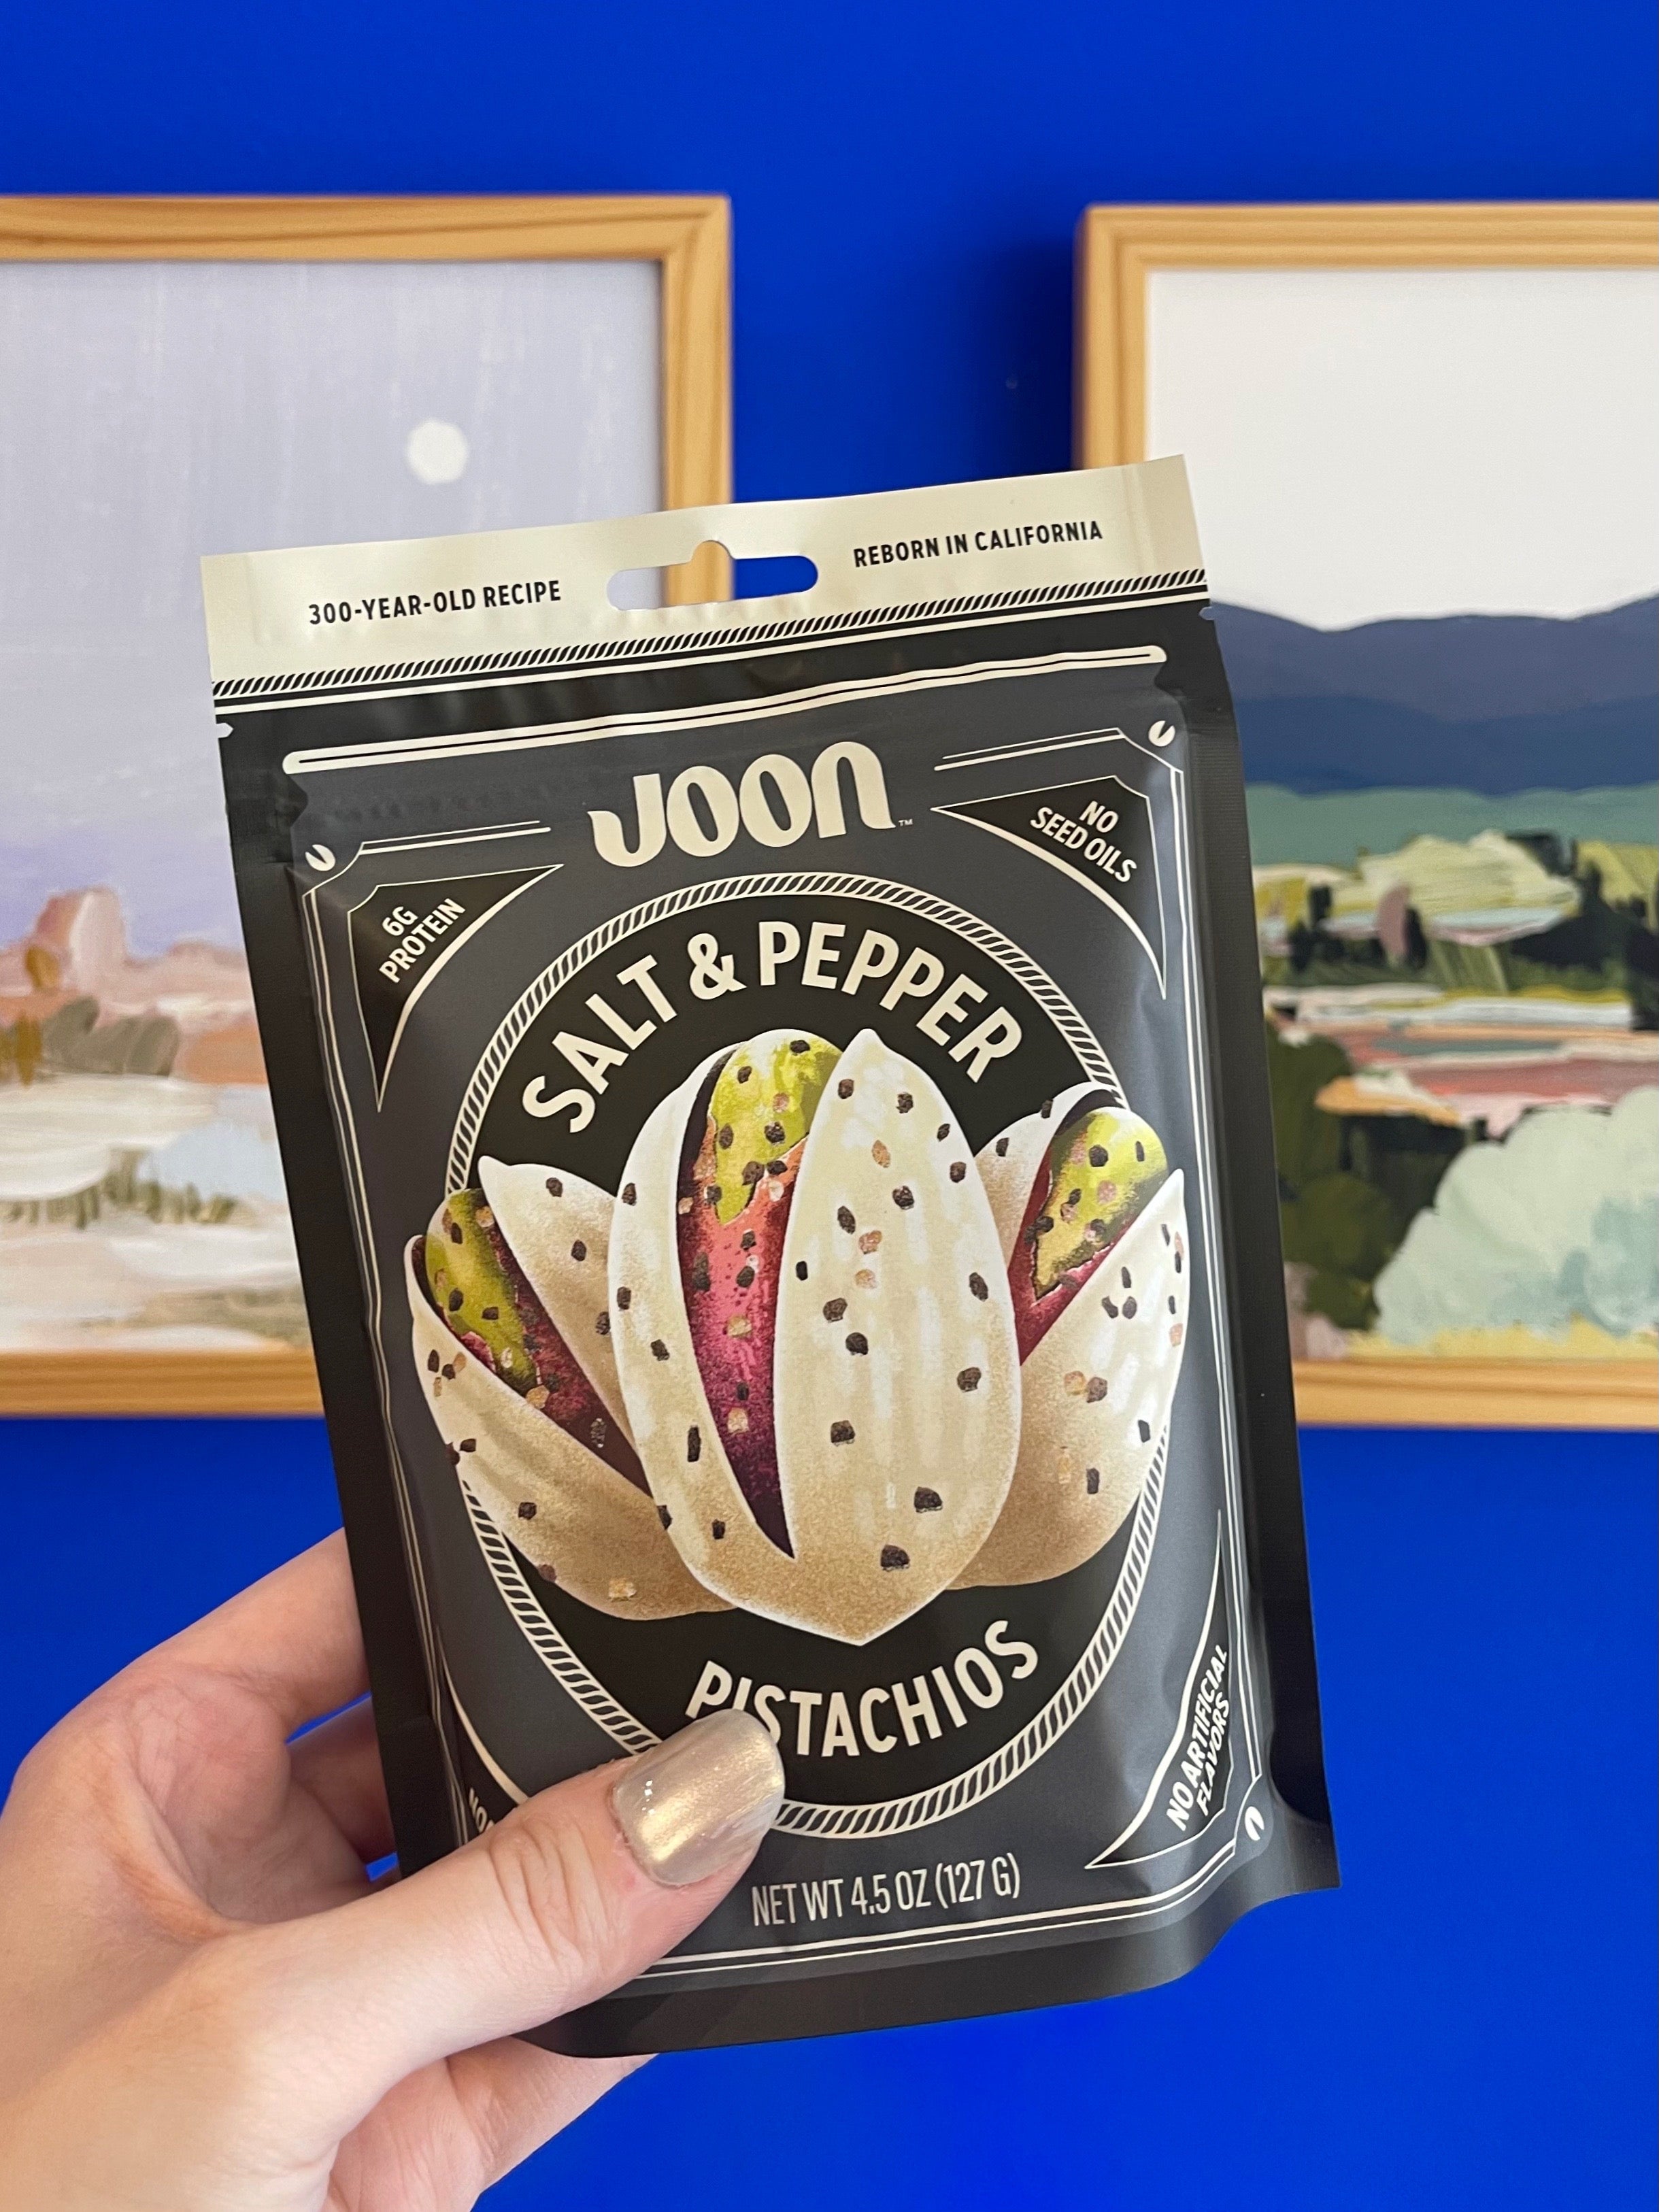 300-YEAR-OLD RECIPE
REBORN IN CALIFORNIA
JOON™
6G
PROTEIN
NO
SEED OILS
SALT & PEPPER
PISTACHIOS
NO ARTIFICIAL
FLAVORS
NET WT 4.5 OZ (127 G)